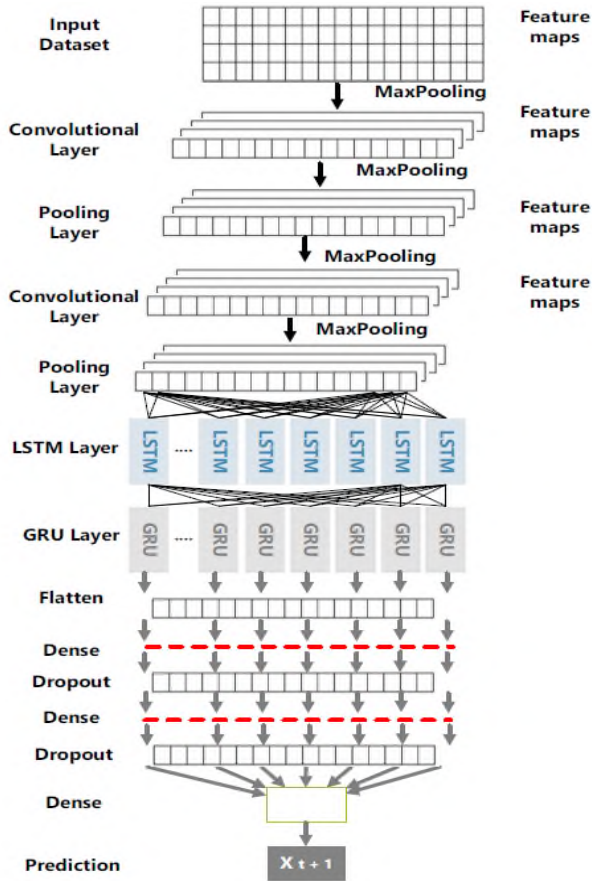 Input
Dataset
Feature
maps
MaxPooling
Convolutional
Layer
Feature
maps
MaxPooling
Pooling
Layer
Feature
maps
MaxPooling
Convolutional
Layer
Feature
maps
MaxPooling
Pooling
Layer
LSTM Layer
LSTM .... LSTM LSTM LSTM LSTM LSTM LSTM
GRU Layer
GRU .... GRU GRU GRU GRU GRU GRU
Flatten
Dense
Dropout
Dense
Dropout
Dense
Prediction
X t + 1